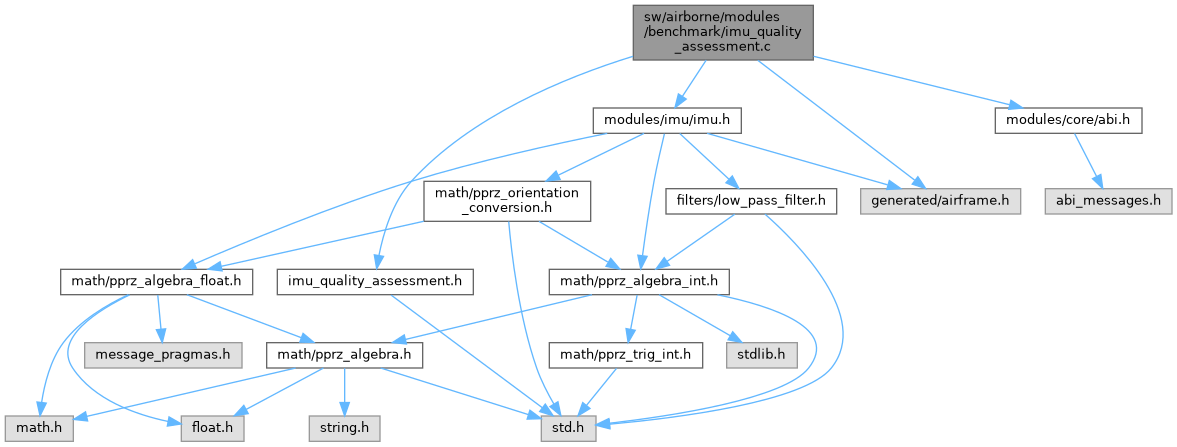 sw/airborne/modules
/benchmark/imu_quality
_assessment.c
modules/imu/imu.h
modules/core/abi.h
math/pprz_orientation
_conversion.h
filters/low_pass_filter.h
generated/airframe.h
abi_messages.h
math/pprz_algebra_float.h
imu_quality_assessment.h
math/pprz_algebra_int.h
message_pragmas.h
math/pprz_algebra.h
math/pprz_trig_int.h
stdlib.h
math.h
float.h
string.h
std.h